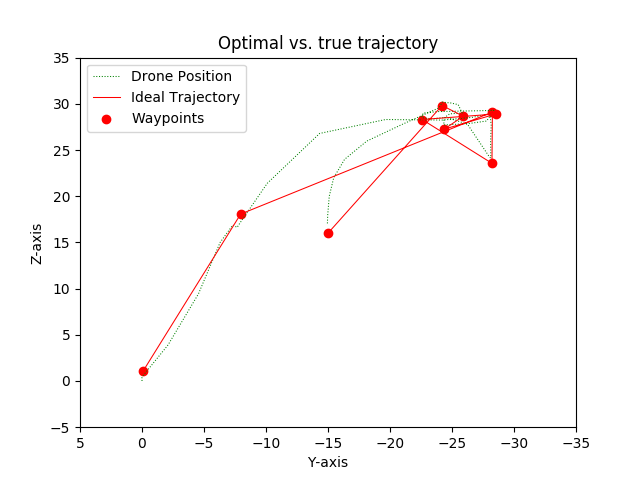 Optimal vs. true trajectory
Drone Position
Ideal Trajectory
Waypoints
35
30
25
20
15
10
5
0
−5
Z-axis
5 0 −5 −10 −15 −20 −25 −30 −35
Y-axis